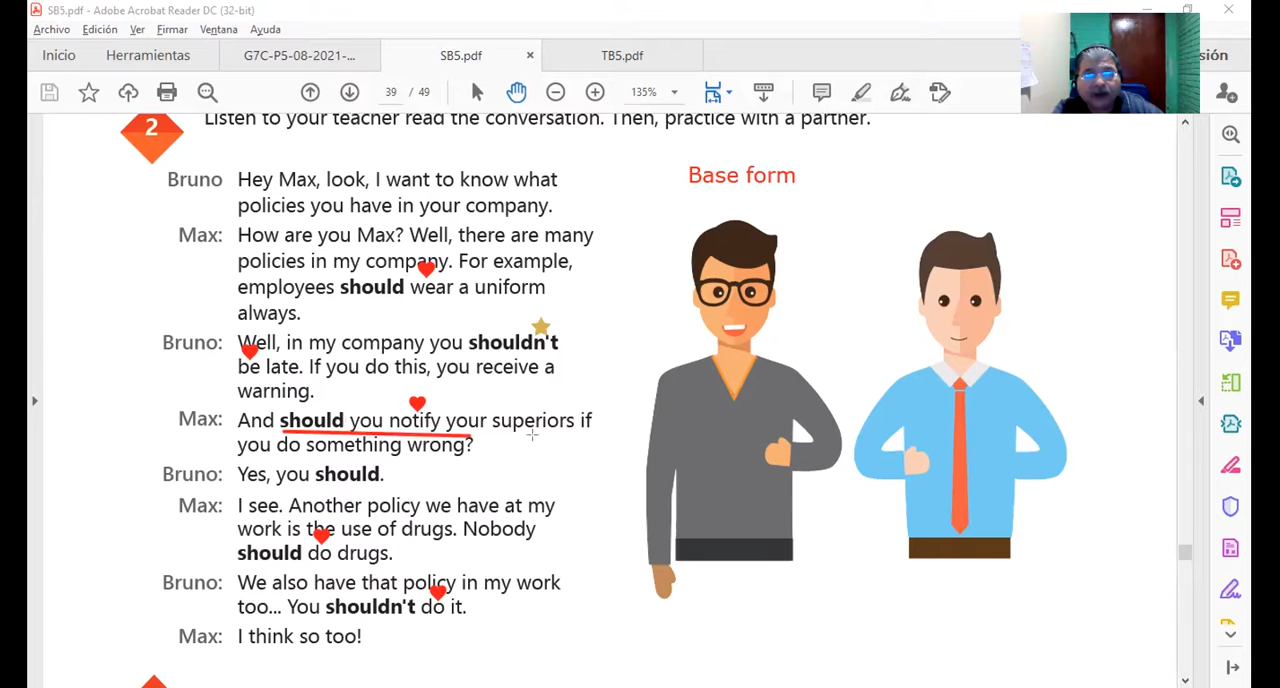 SB5.pdf - Adobe Acrobat Reader DC (32-bit)
Archivo Edición Ver Firmar Ventana Ayuda
Inicio Herramientas G7C-P5-08-2021-... SB5.pdf × TB5.pdf sión
39 / 49 135%
2 Listen to your teacher read the conversation. Then, practice with a partner.
Base form
Bruno Hey Max, look, I want to know what
policies you have in your company.
Max: How are you Max? Well, there are many
policies in my company. For example,
employees should wear a uniform
always.
Bruno: Well, in my company you shouldn't
be late. If you do this, you receive a
warning.
Max: And should you notify your superiors if
you do something wrong?
Bruno: Yes, you should.
Max: I see. Another policy we have at my
work is the use of drugs. Nobody
should do drugs.
Bruno: We also have that policy in my work
too... You shouldn't do it.
Max: I think so too!